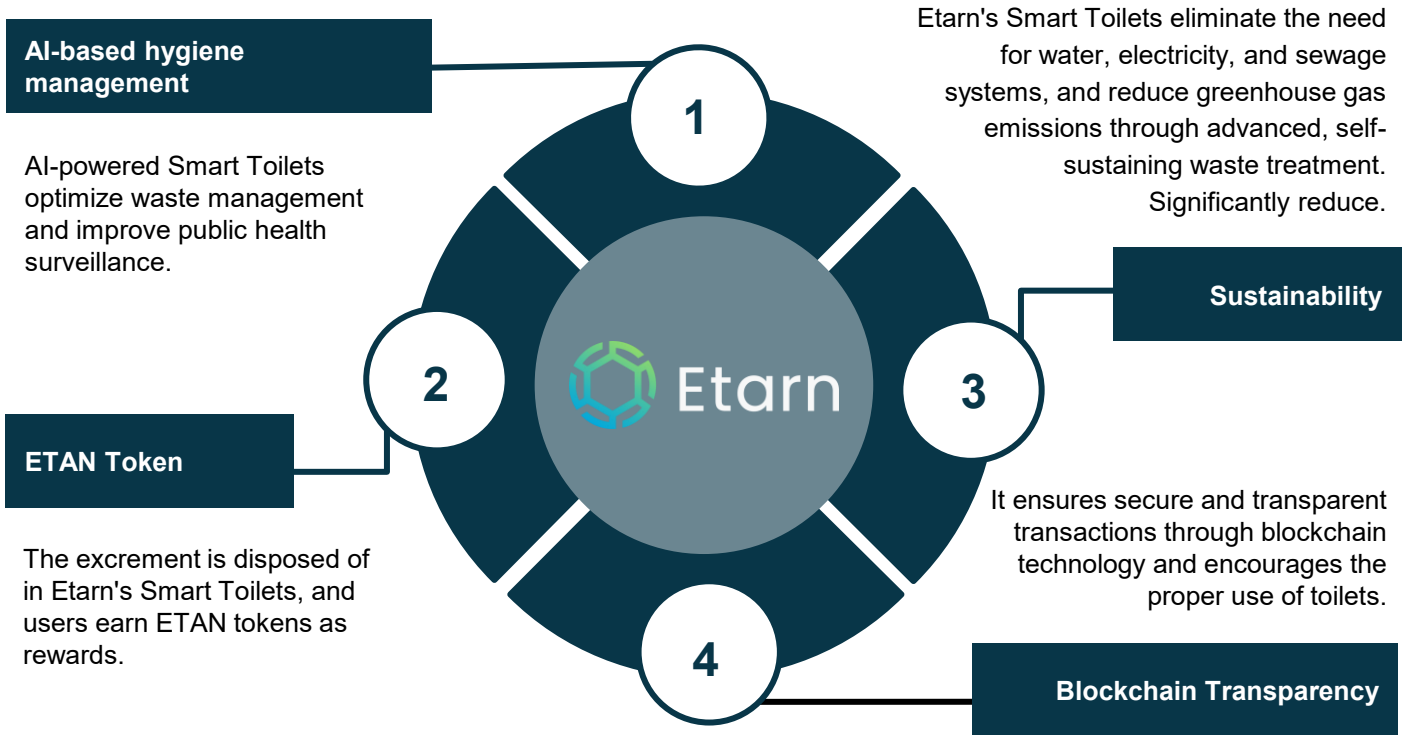 AI-based hygiene
management
1
AI-powered Smart Toilets
optimize waste management
and improve public health
surveillance.
2
ETAN Token
The excrement is disposed of
in Etarn's Smart Toilets, and
users earn ETAN tokens as
rewards.
Etarn
Etarn's Smart Toilets eliminate the need
for water, electricity, and sewage
systems, and reduce greenhouse gas
emissions through advanced, self-
sustaining waste treatment.
Significantly reduce.
Sustainability
3
It ensures secure and transparent
transactions through blockchain
technology and encourages the
proper use of toilets.
4
Blockchain Transparency